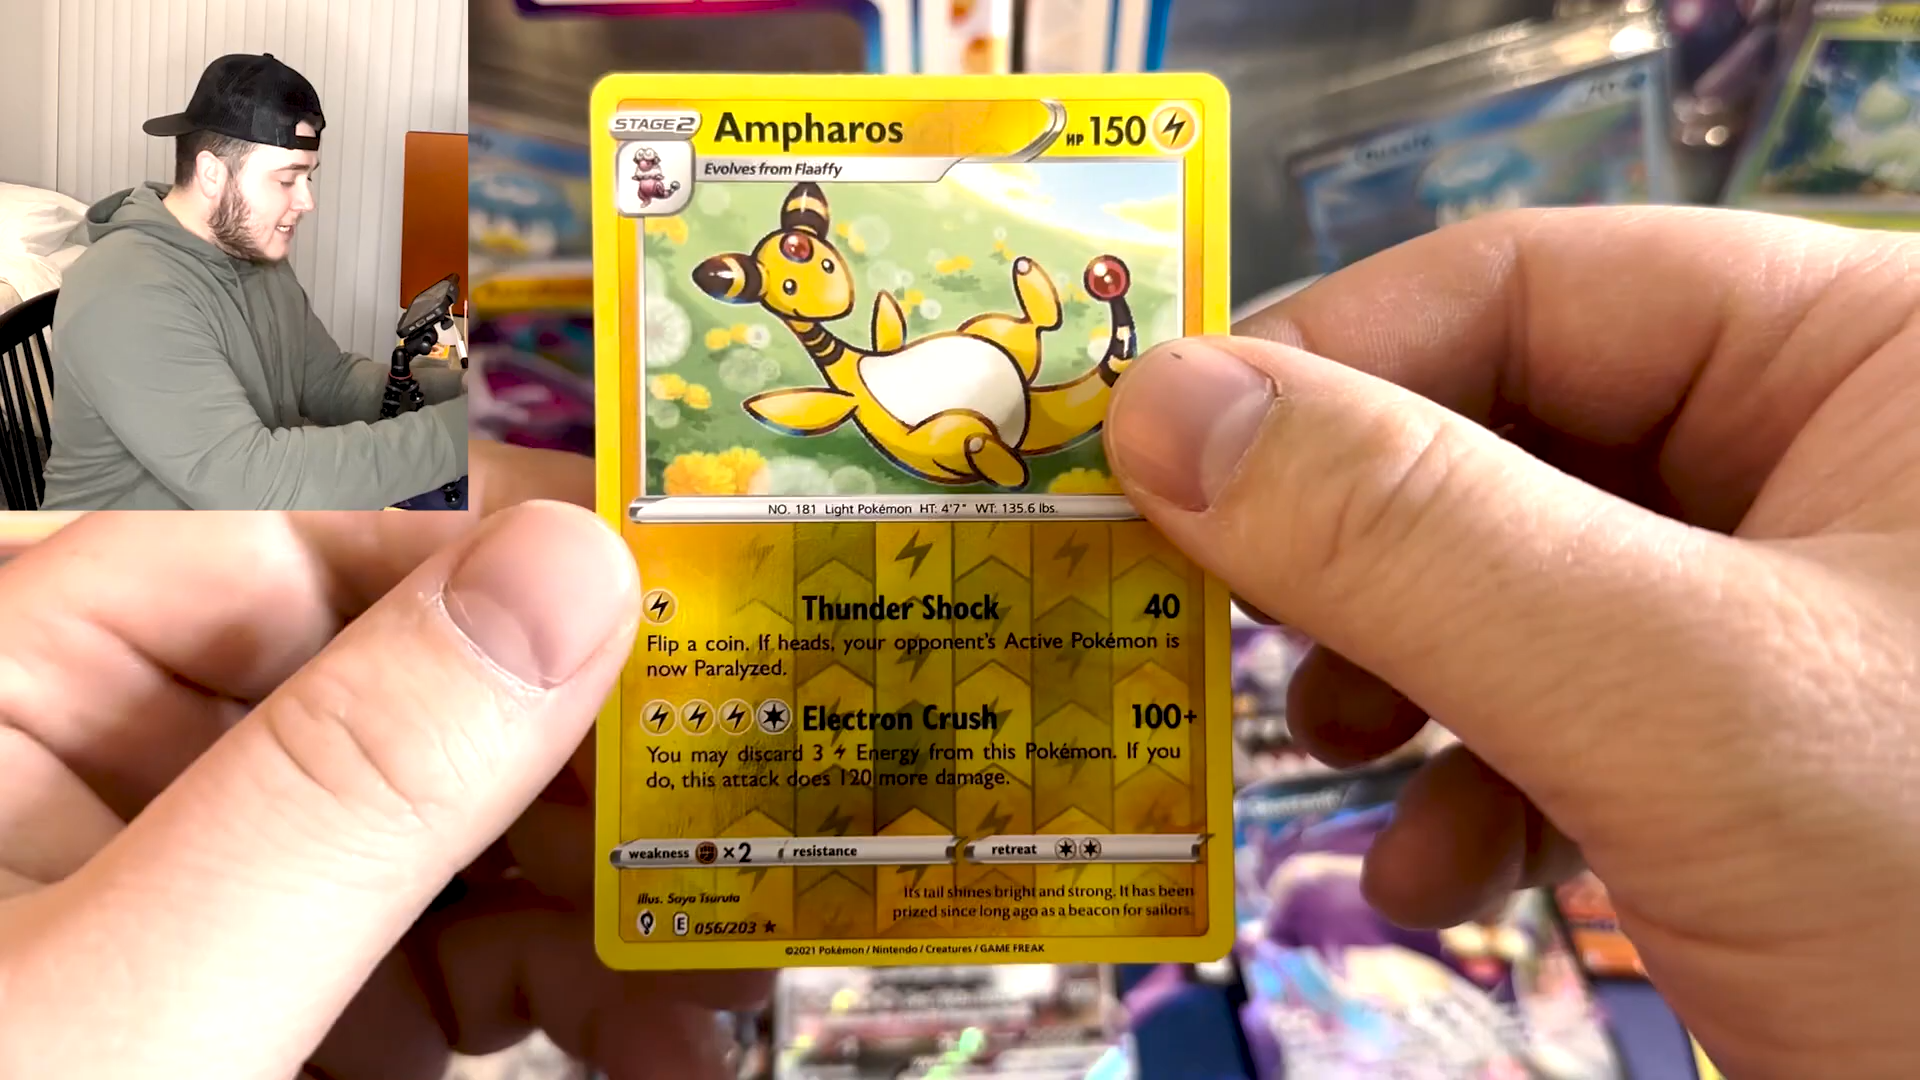 STAGE 2 Ampharos HP 150
Evolves from Flaaffy
NO. 181 Light Pokémon HT: 4'7" WT: 135.6 lbs.
Thunder Shock 40
Flip a coin. If heads, your opponent's Active Pokémon is
now Paralyzed.
Electron Crush 100+
You may discard 3 Energy from this Pokémon. If you
do, this attack does 120 more damage.
weakness ×2 resistance retreat
Illus. Saya Tsuruta
Its tail shines bright and strong. It has been
prized since long ago as a beacon for sailors.
E 056/203 ★
©2021 Pokémon / Nintendo / Creatures / GAME FREAK